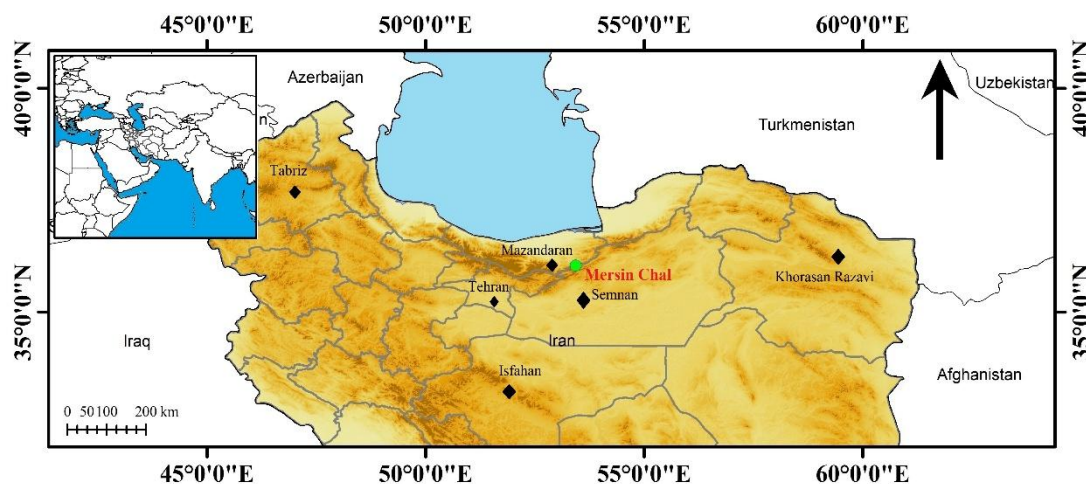 45°0'0"E 50°0'0"E 55°0'0"E 60°0'0"E
40°0'0"N
35°0'0"N
Azerbaijan
Uzbekistan
Turkmenistan
Tabriz
Mazandaran
Mersin Chal
Khorasan Razavi
Tehran
Semnan
Iran
Iraq
Isfahan
Afghanistan
0 50 100 200 km
40°0'0"N
35°0'0"N
45°0'0"E 50°0'0"E 55°0'0"E 60°0'0"E